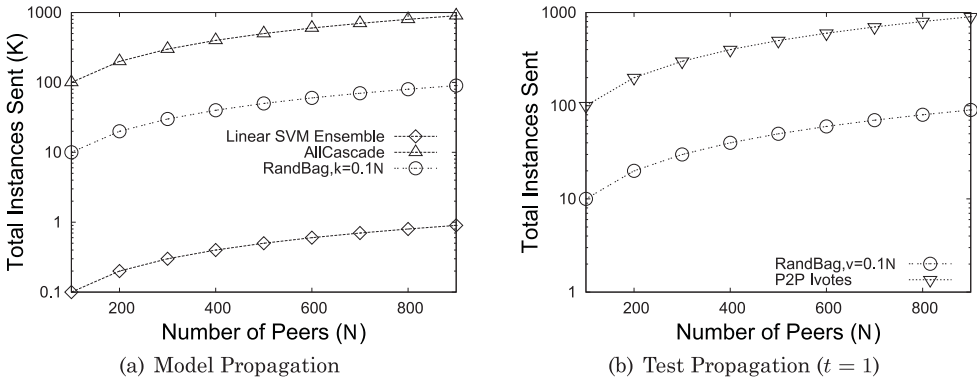 Total Instances Sent (K)
1000
100
10
1
0.1
Linear SVM Ensemble
AllCascade
RandBag,k=0.1N
200 400 600 800
Number of Peers (N)
(a) Model Propagation
Total Instances Sent
1000
100
10
1
RandBag,v=0.1N
P2P Ivotes
200 400 600 800
Number of Peers (N)
(b) Test Propagation (t = 1)